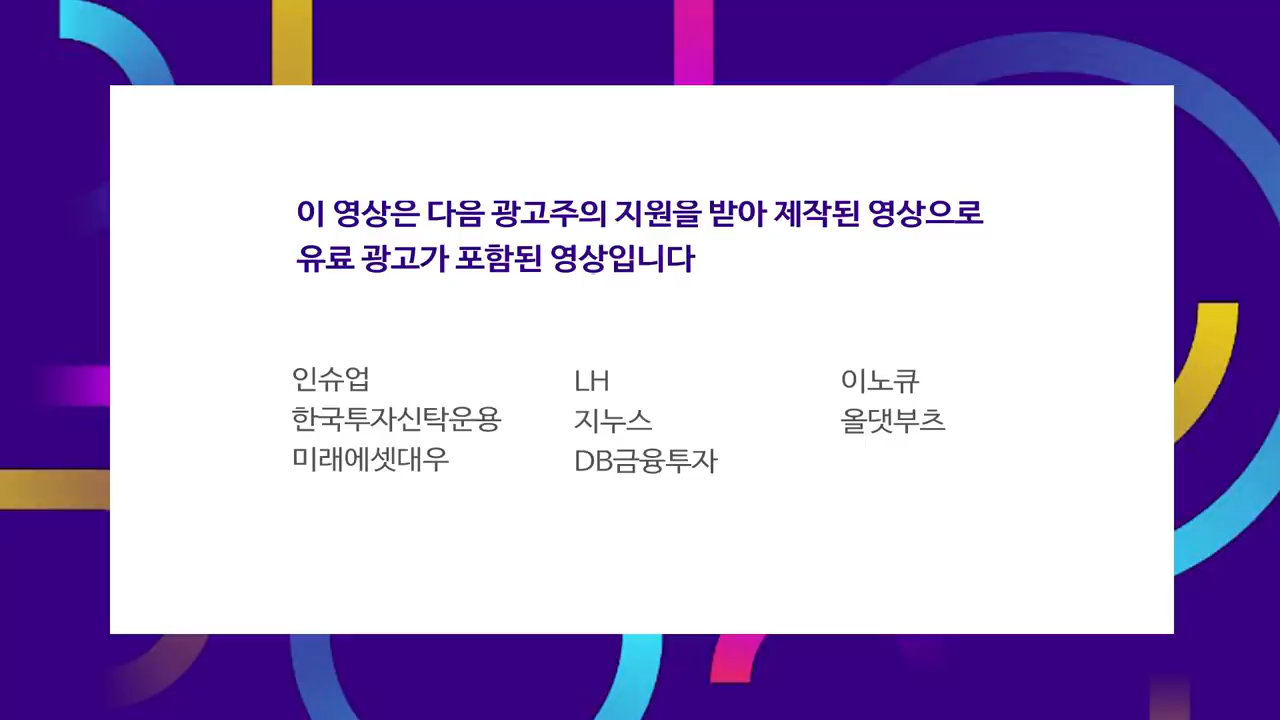 이 영상은 다음 광고주의 지원을 받아 제작된 영상으로
유료 광고가 포함된 영상입니다
인슈업
한국투자신탁운용
미래에셋대우
LH
지누스
DB금융투자
이노큐
올댓부츠